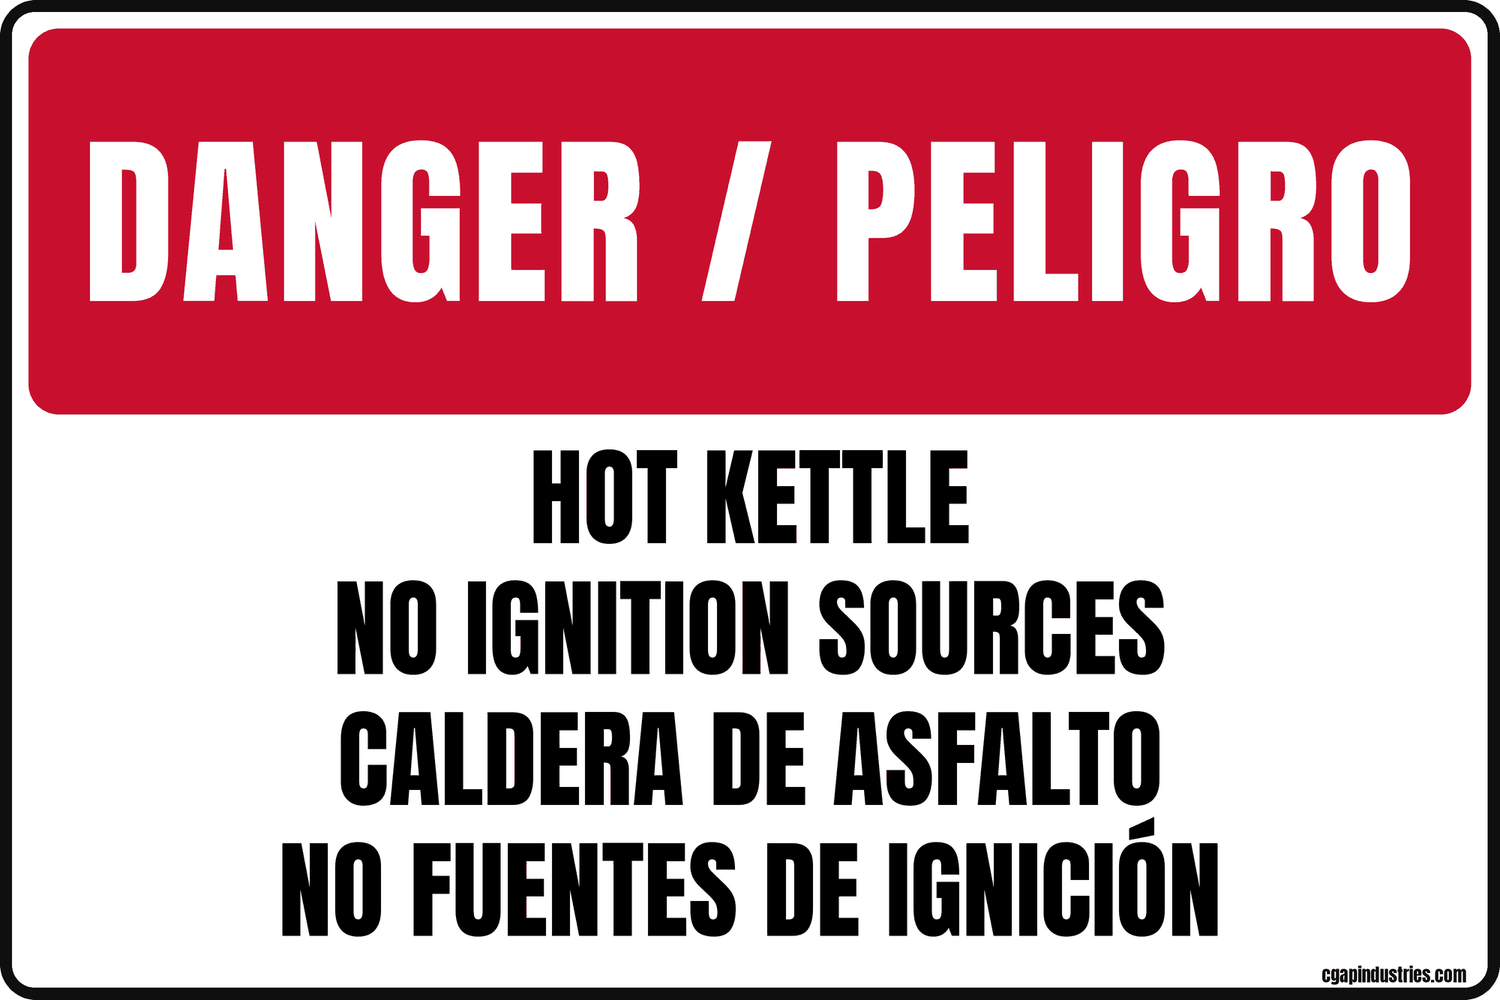 DANGER / PELIGRO
HOT KETTLE
NO IGNITION SOURCES
CALDERA DE ASFALTO
NO FUENTES DE IGNICIÓN
cgapindustries.com